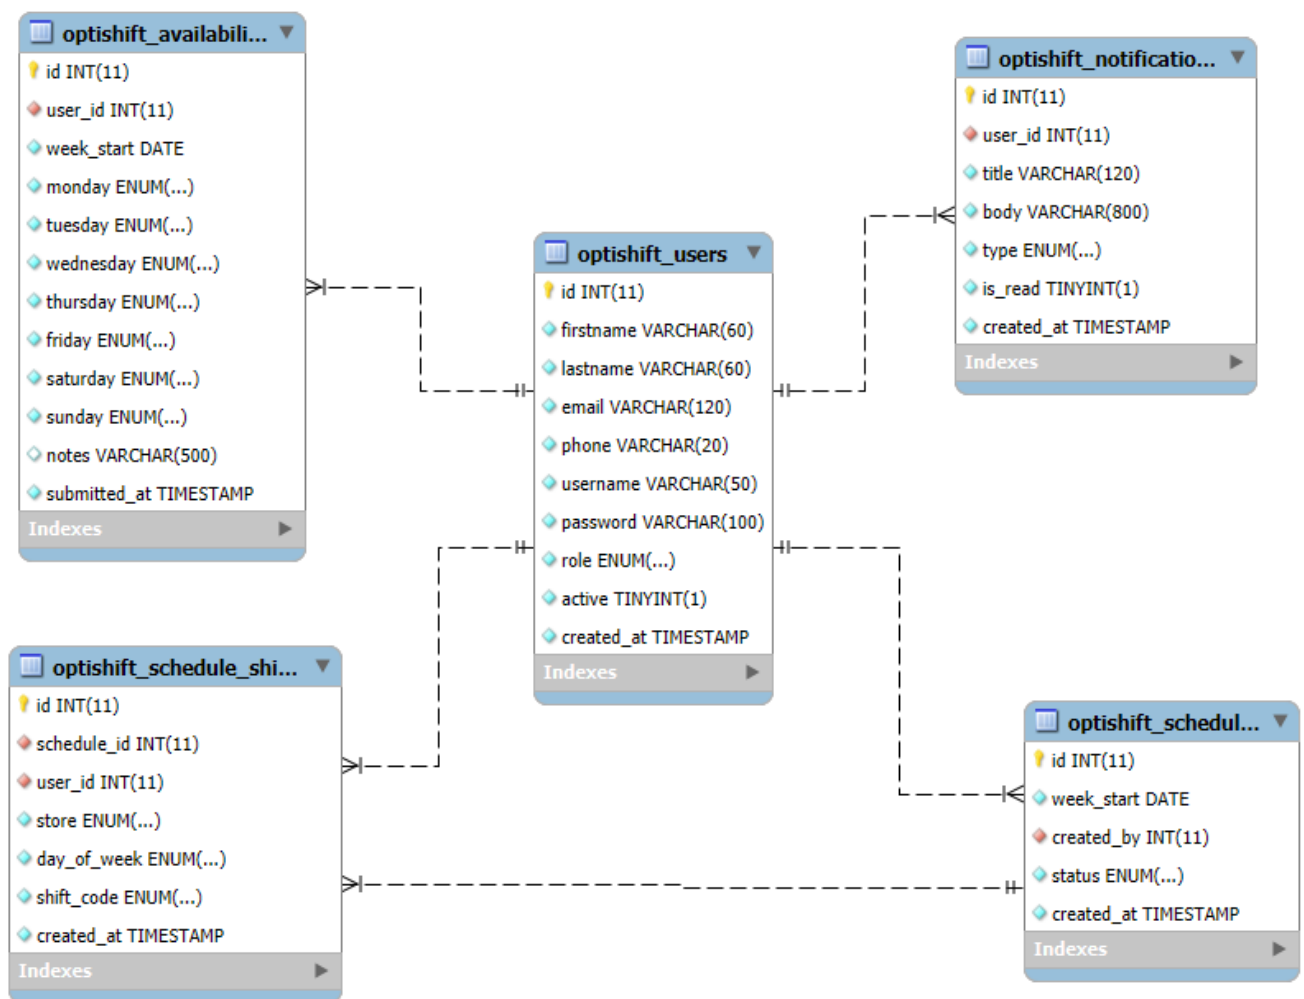 optishift_availabili...
id INT(11)
user_id INT(11)
week_start DATE
monday ENUM(...)
tuesday ENUM(...)
wednesday ENUM(...)
thursday ENUM(...)
friday ENUM(...)
saturday ENUM(...)
sunday ENUM(...)
notes VARCHAR(500)
submitted_at TIMESTAMP
Indexes
optishift_notificatio...
id INT(11)
user_id INT(11)
title VARCHAR(120)
body VARCHAR(800)
type ENUM(...)
is_read TINYINT(1)
created_at TIMESTAMP
Indexes
optishift_users
id INT(11)
firstname VARCHAR(60)
lastname VARCHAR(60)
email VARCHAR(120)
phone VARCHAR(20)
username VARCHAR(50)
password VARCHAR(100)
role ENUM(...)
active TINYINT(1)
created_at TIMESTAMP
Indexes
optishift_schedule_shi...
id INT(11)
schedule_id INT(11)
user_id INT(11)
store ENUM(...)
day_of_week ENUM(...)
shift_code ENUM(...)
created_at TIMESTAMP
Indexes
optishift_schedul...
id INT(11)
week_start DATE
created_by INT(11)
status ENUM(...)
created_at TIMESTAMP
Indexes